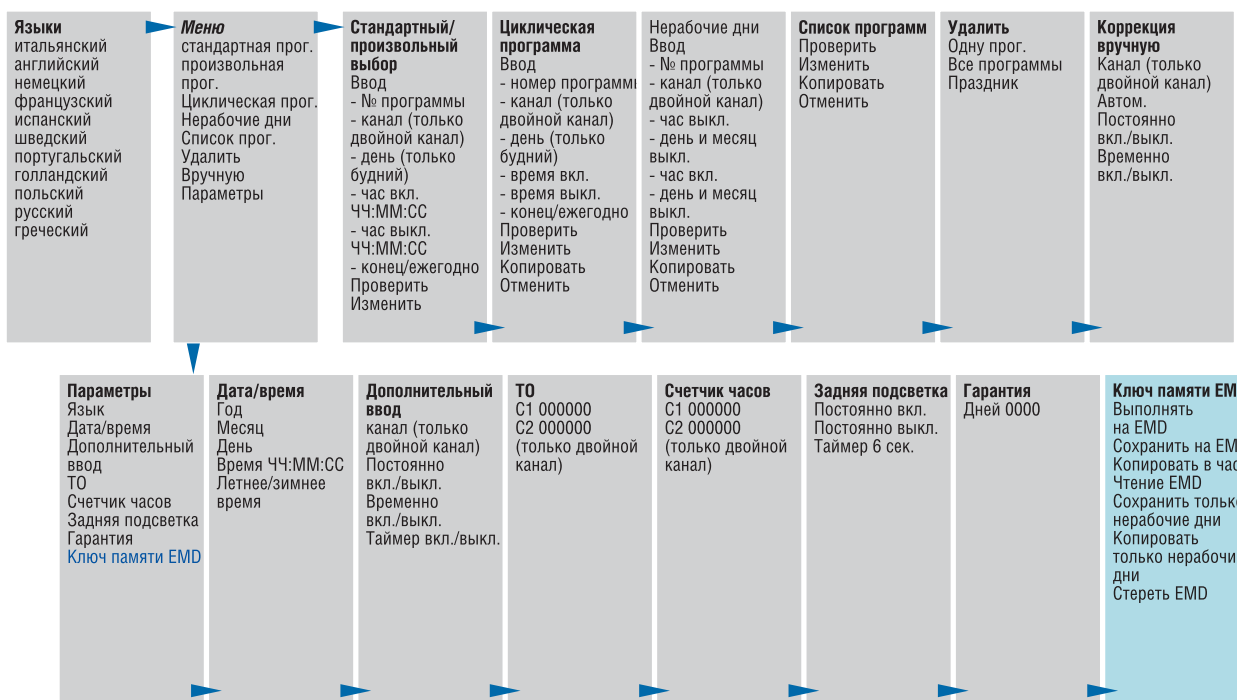 Языки
итальянский
английский
немецкий
французский
испанский
шведский
португальский
голландский
польский
русский
греческий
Меню
стандартная прог.
произвольная
прог.
Циклическая прог.
Нерабочие дни
Список прог.
Удалить
Вручную
Параметры
Стандартный/
произвольный
выбор
Ввод
- № программы
- канал (только
двойной канал)
- день (только
будний)
- час вкл.
ЧЧ:ММ:СС
- час выкл.
ЧЧ:ММ:СС
- конец/ежегодно
Проверить
Изменить
Циклическая
программа
Ввод
- номер программы
- канал (только
двойной канал)
- день (только
будний)
- время вкл.
- время выкл.
- конец/ежегодно
Проверить
Изменить
Копировать
Отменить
Нерабочие дни
Ввод
- № программы
- канал (только
двойной канал)
- час выкл.
- день и месяц
выкл.
- час вкл.
- день и месяц
выкл.
Проверить
Изменить
Копировать
Отменить
Список программ
Проверить
Изменить
Копировать
Отменить
Удалить
Одну прог.
Все программы
Праздник
Коррекция
вручную
Канал (только
двойной канал)
Автом.
Постоянно
вкл./выкл.
Временно
вкл./выкл.
Параметры
Язык
Дата/время
Дополнительный
ввод
ТО
Счетчик часов
Задняя подсветка
Гарантия
Ключ памяти EMD
Дата/время
Год
Месяц
День
Время ЧЧ:ММ:СС
Летнее/зимнее
время
Дополнительный
ввод
канал (только
двойной канал)
Постоянно
вкл./выкл.
Временно
вкл./выкл.
Таймер вкл./выкл.
ТО
С1 000000
С2 000000
(только двойной
канал)
Счетчик часов
С1 000000
С2 000000
(только двойной
канал)
Задняя подсветка
Постоянно вкл.
Постоянно выкл.
Таймер 6 сек.
Гарантия
Дней 0000
Ключ памяти
Выполнять
на EMD
Сохранить на
Копировать в
Чтение EMD
Сохранить
нерабочие дни
Копировать
только
дни
Стереть EMD